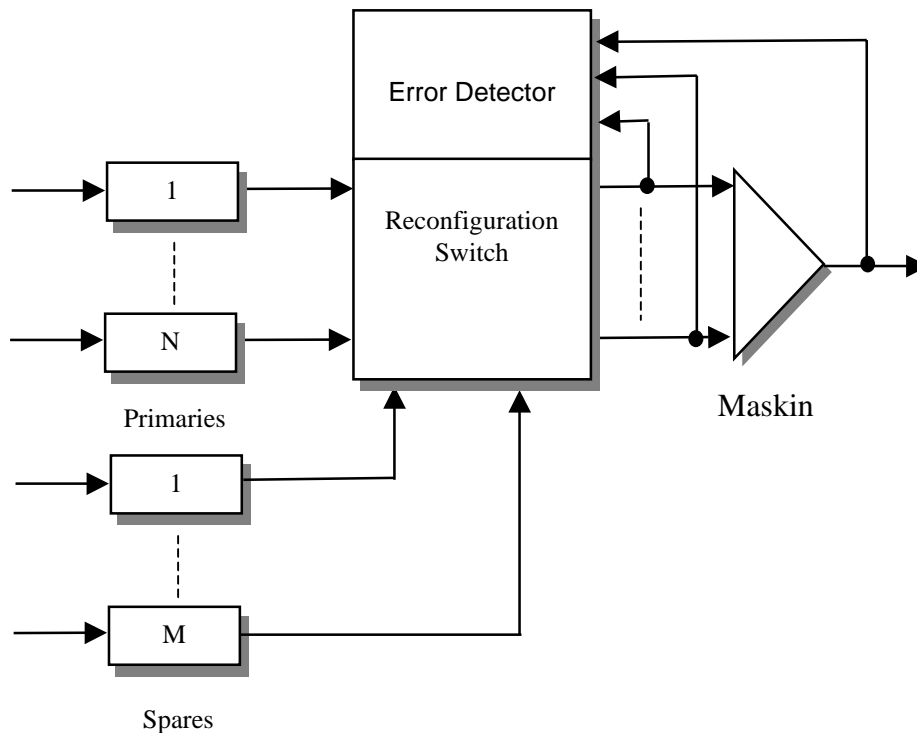 Error Detector
1
Reconfiguration
Switch
N
Primaries
Maskin
1
M
Spares